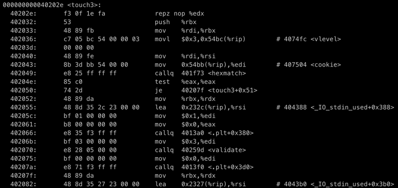 000000000040202e <touch3>:
40202e: f3 0f 1e fa repz nop %edx
402032: 53 push %rbx
402033: 48 89 fb mov %rdi,%rbx
402036: c7 05 bc 54 00 00 03 movl $0x3,0x54bc(%rip) # 4074fc <vlevel>
40203d: 00 00 00
402040: 48 89 fe mov %rdi,%rsi
402043: 8b 3d bb 54 00 00 mov 0x54bb(%rip),%edi # 407504 <cookie>
402049: e8 25 ff ff ff callq 401f73 <hexmatch>
40204e: 85 c0 test %eax,%eax
402050: 74 2d je 40207f <touch3+0x51>
402052: 48 89 da mov %rbx,%rdx
402055: 48 8d 35 2c 23 00 00 lea 0x232c(%rip),%rsi # 404388 <_IO_stdin_used+0x388>
40205c: bf 01 00 00 00 mov $0x1,%edi
402061: b8 00 00 00 00 mov $0x0,%eax
402066: e8 35 f3 ff ff callq 4013a0 <.plt+0x380>
40206b: bf 03 00 00 00 mov $0x3,%edi
402070: e8 28 05 00 00 callq 40259d <validate>
402075: bf 00 00 00 00 mov $0x0,%edi
40207a: e8 71 f3 ff ff callq 4013f0 <.plt+0x3d0>
40207f: 48 89 da mov %rbx,%rdx
402082: 48 8d 35 27 23 00 00 lea 0x2327(%rip),%rsi # 4043b0 <_IO_stdin_used+0x3b0>